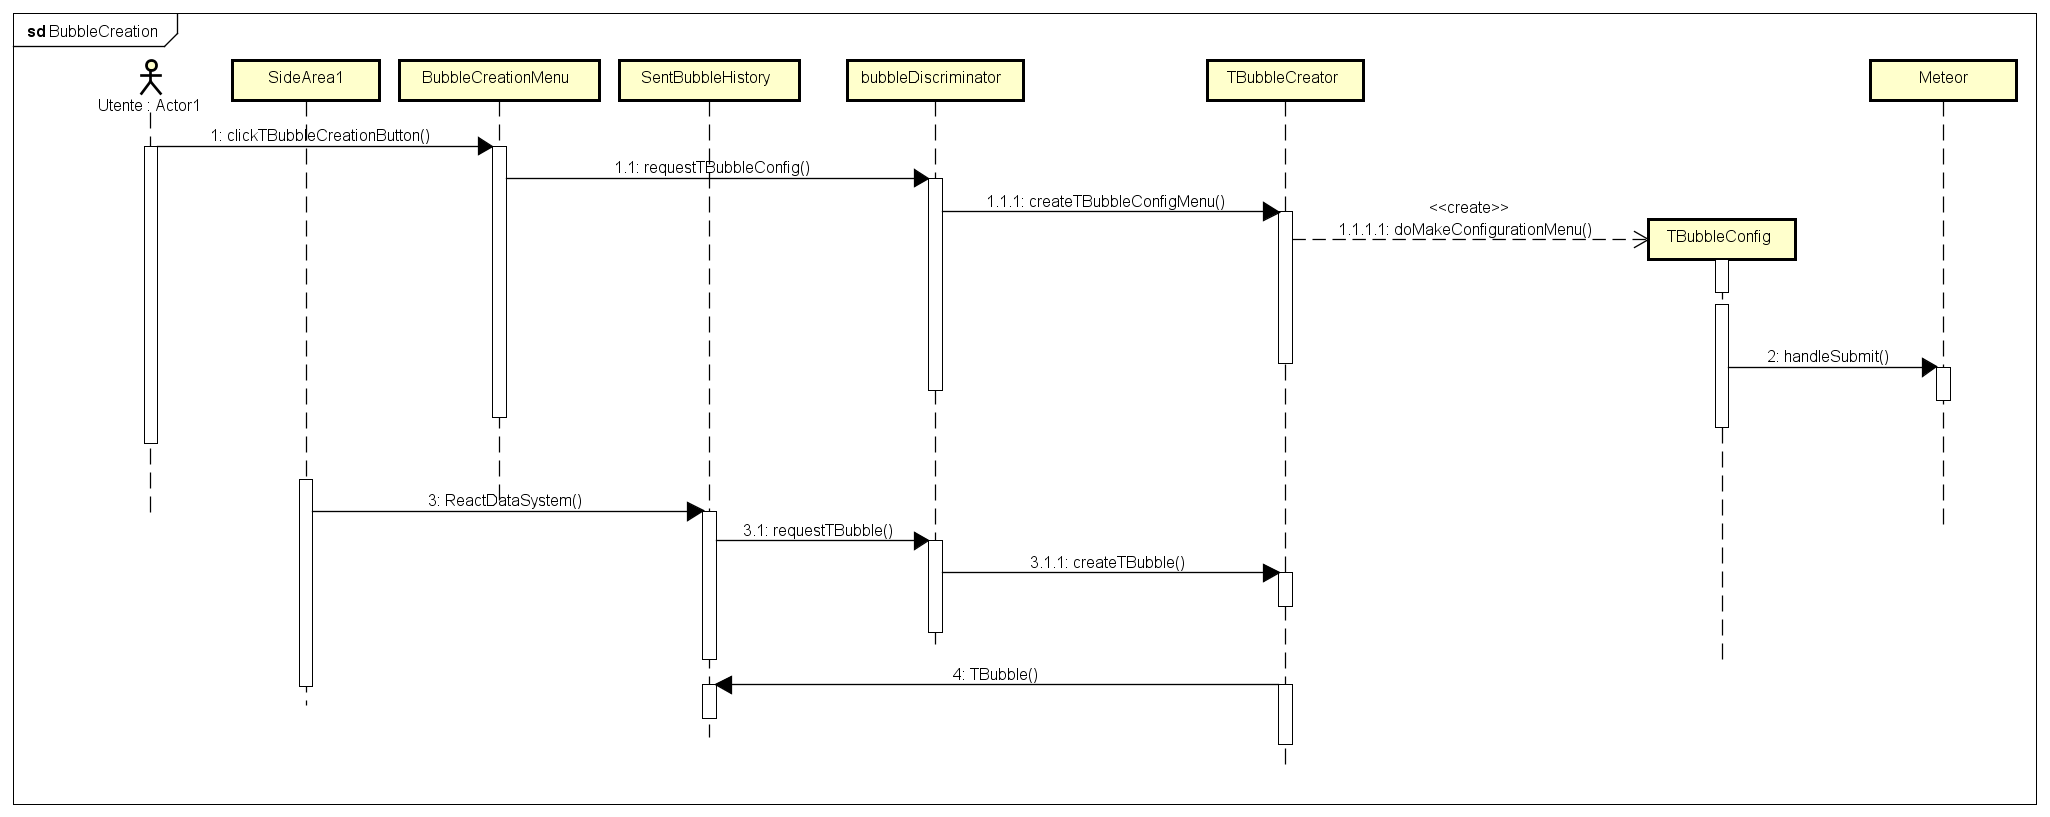 sd BubbleCreation
Utente : Actor1
SideArea1
BubbleCreationMenu
SentBubbleHistory
bubbleDiscriminator
TBubbleCreator
Meteor
1: clickTBubbleCreationButton()
1.1: requestTBubbleConfig()
1.1.1: createTBubbleConfigMenu()
<<create>>
1.1.1.1: doMakeConfigurationMenu()
TBubbleConfig
2: handleSubmit()
3: ReactDataSystem()
3.1: requestTBubble()
3.1.1: createTBubble()
4: TBubble()